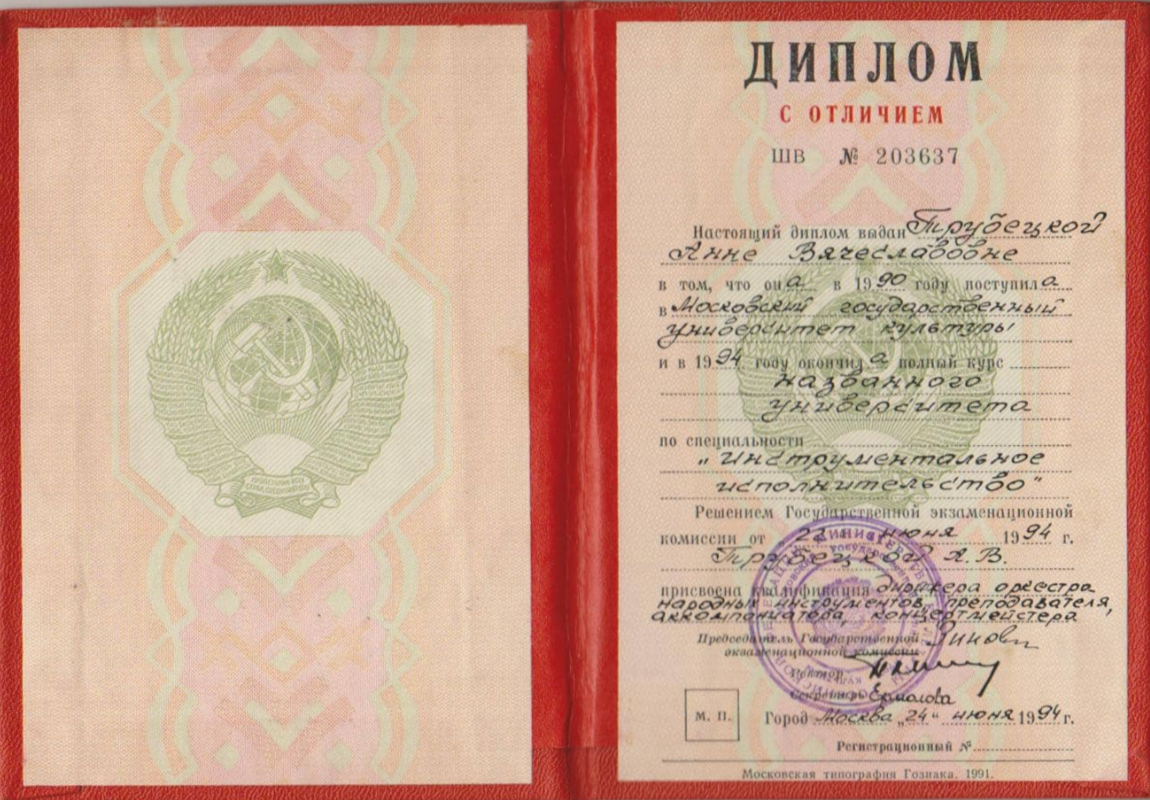 ДИПЛОМ
С ОТЛИЧИЕМ
ШВ № 203637
Настоящий диплом выдан Трубецкой
Анне Вячеславовне
в том, что она в 1990 году поступила
в Московский государственный
университет культуры
и в 1994 году окончила полный курс
названного
университета
по специальности
"Инструментальное
исполнительство"
Решением Государственной экзаменационной
комиссии от 22 июня 1994 г.
Трубецкой А.В.
присвоена квалификация дирижера оркестра
народных инструментов, преподавателя,
аккомпаниатора, концертмейстера
Председатель Государственной
экзаменационной комиссии
Ректор
Секретарь Ермолова
М. П.
Город Москва "24" июня 1994 г.
Регистрационный №
Московская типография Гознака. 1991.